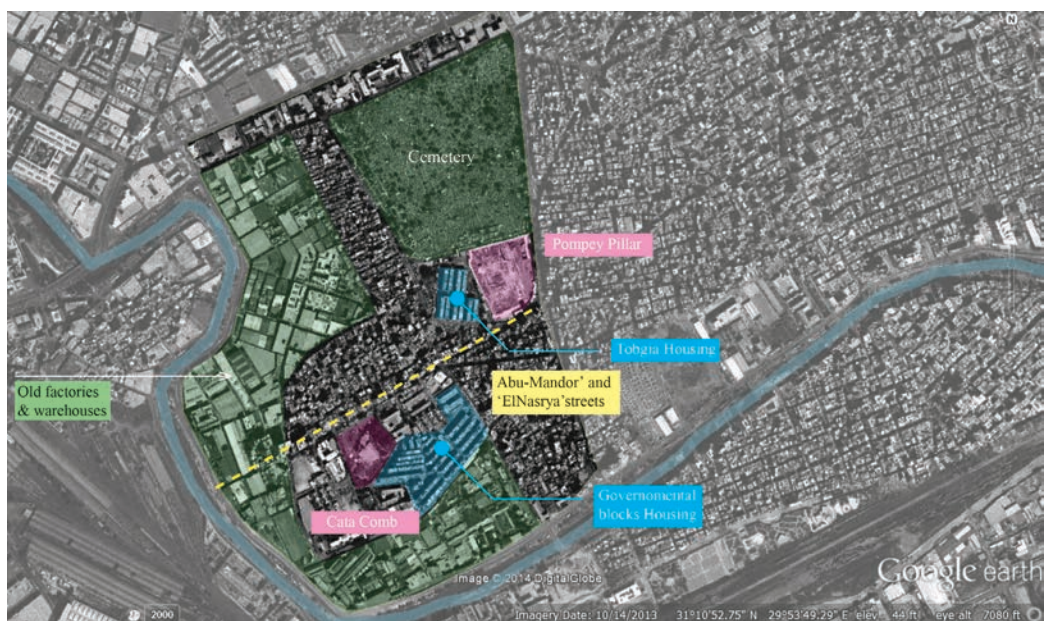 N
Cemetery
Pompey Pillar
Tobgia Housing
Old factories
& warehouses
Abu-Mandor' and
'ElNasrya'streets
Governomental
blocks Housing
Cata Comb
Image © 2014 DigitalGlobe
Google earth
2000
Imagery Date: 10/14/2013 31°10'52.75" N 29°53'49.29" E elev 44 ft eye alt 7080 ft